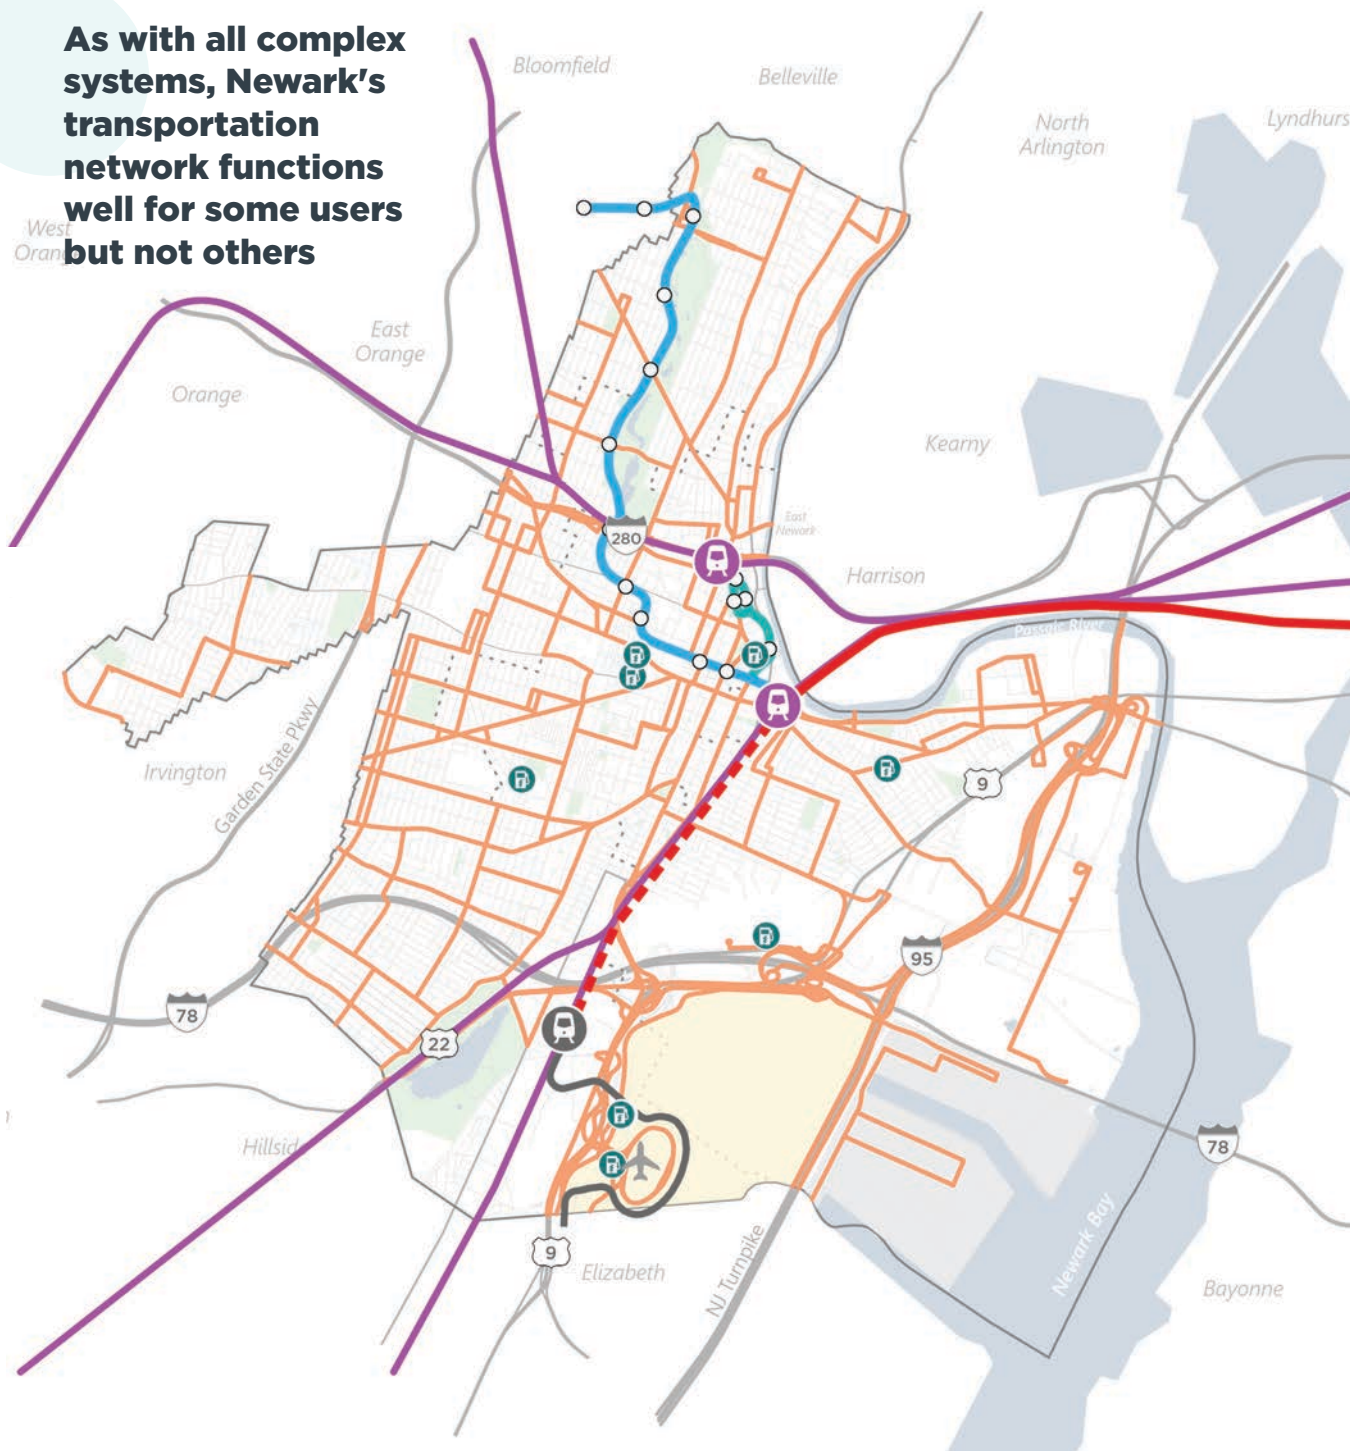 As with all complex
systems, Newark's
transportation
network functions
well for some users
but not others
Bloomfield
Belleville
North
Arlington
Lyndhurs
West
Orang
East
Orange
Orange
Kearny
East
Newark
280
Harrison
Passaic River
Irvington
Garden State Pkwy
9
95
78
22
Hillsid
78
9
Elizabeth
NJ Turnpike
Newark Bay
Bayonne